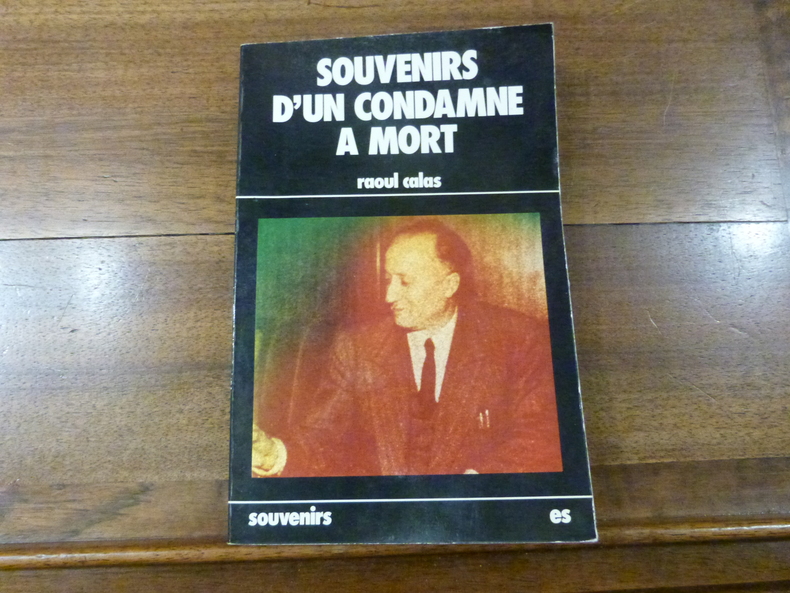 SOUVENIRS
D'UN CONDAMNE
A MORT
raoul calas
souvenirs
es